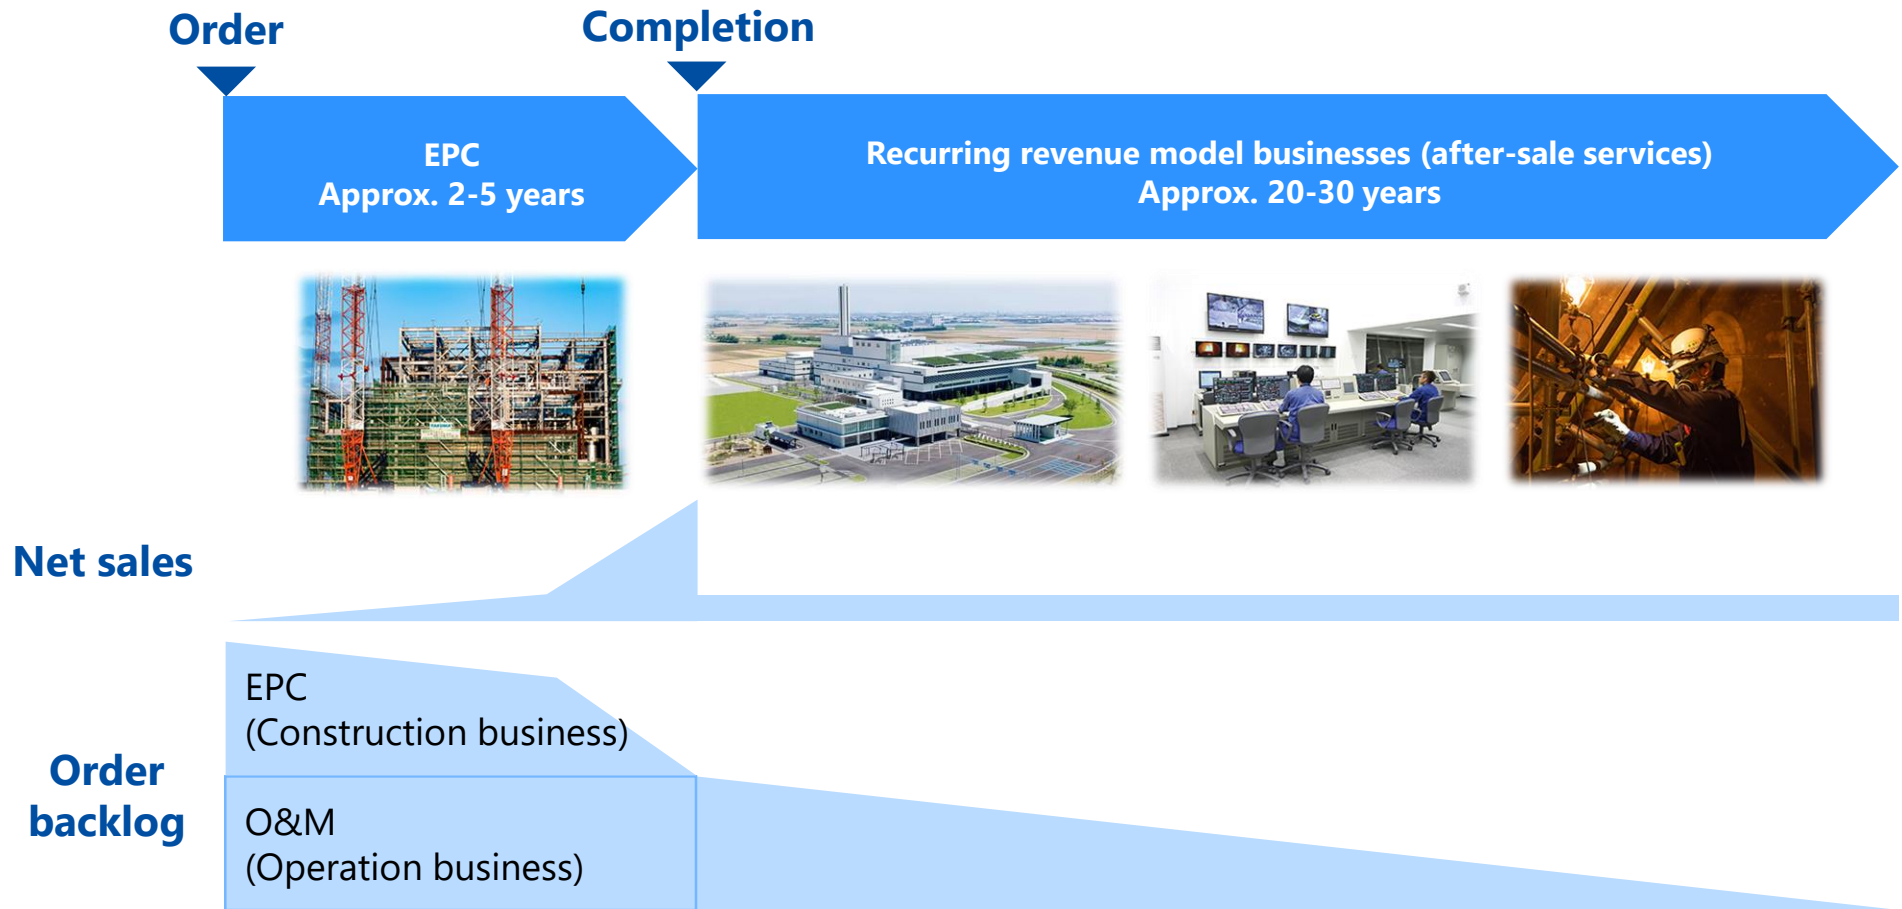 Order
Completion
EPC
Approx. 2-5 years
Recurring revenue model businesses (after-sale services)
Approx. 20-30 years
Net sales
EPC
(Construction business)
Order
backlog
O&M
(Operation business)